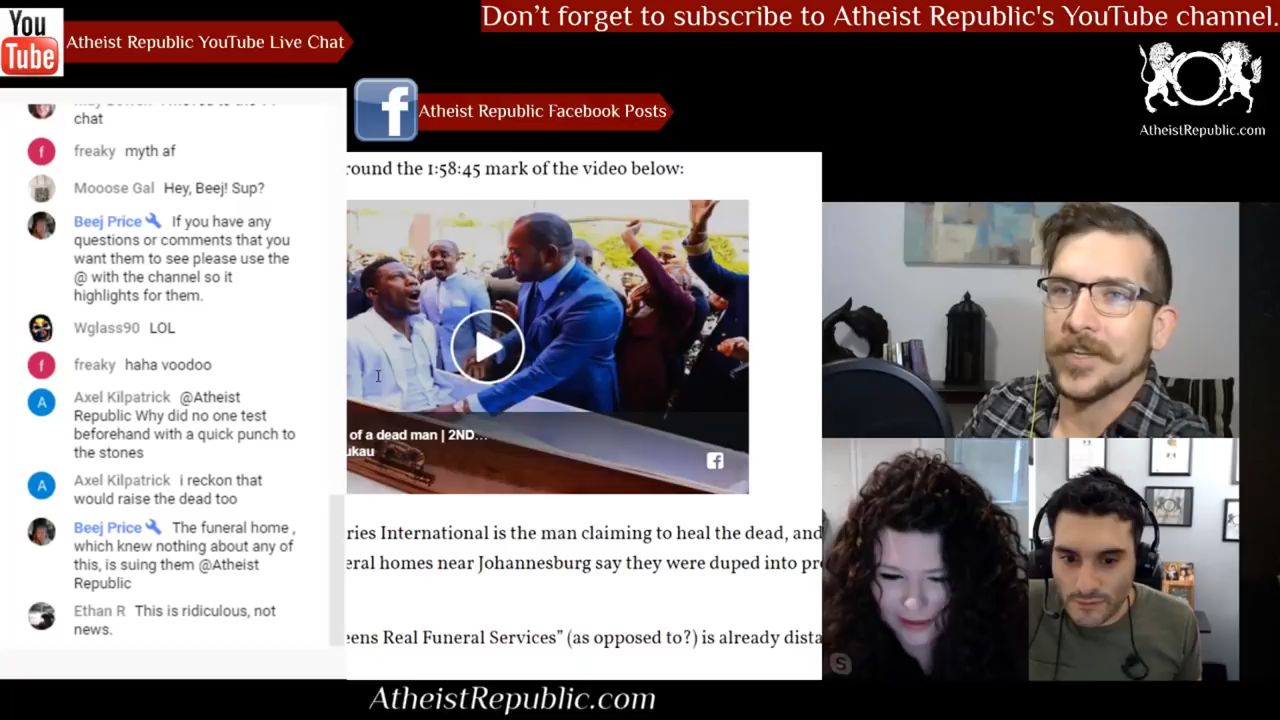 You
Tube
Atheist Republic YouTube Live Chat
Don't forget to subscribe to Atheist Republic's YouTube channel.
AtheistRepublic.com
f
Atheist Republic Facebook Posts
chat
f freaky myth af
Mooose Gal Hey, Beej! Sup?
Beej Price If you have any
questions or comments that you
want them to see please use the
@ with the channel so it
highlights for them.
Wglass90 LOL
f freaky haha voodoo
A Axel Kilpatrick @Atheist
Republic Why did no one test
beforehand with a quick punch to
the stones
A Axel Kilpatrick i reckon that
would raise the dead too
Beej Price The funeral home ,
which knew nothing about any of
this, is suing them @Atheist
Republic
Ethan R This is ridiculous, not
news.
round the 1:58:45 mark of the video below:
of a dead man | 2ND...
ukau
f
ries International is the man claiming to heal the dead, and
eral homes near Johannesburg say they were duped into pr
eens Real Funeral Services” (as opposed to?) is already dista
S
AtheistRepublic.com